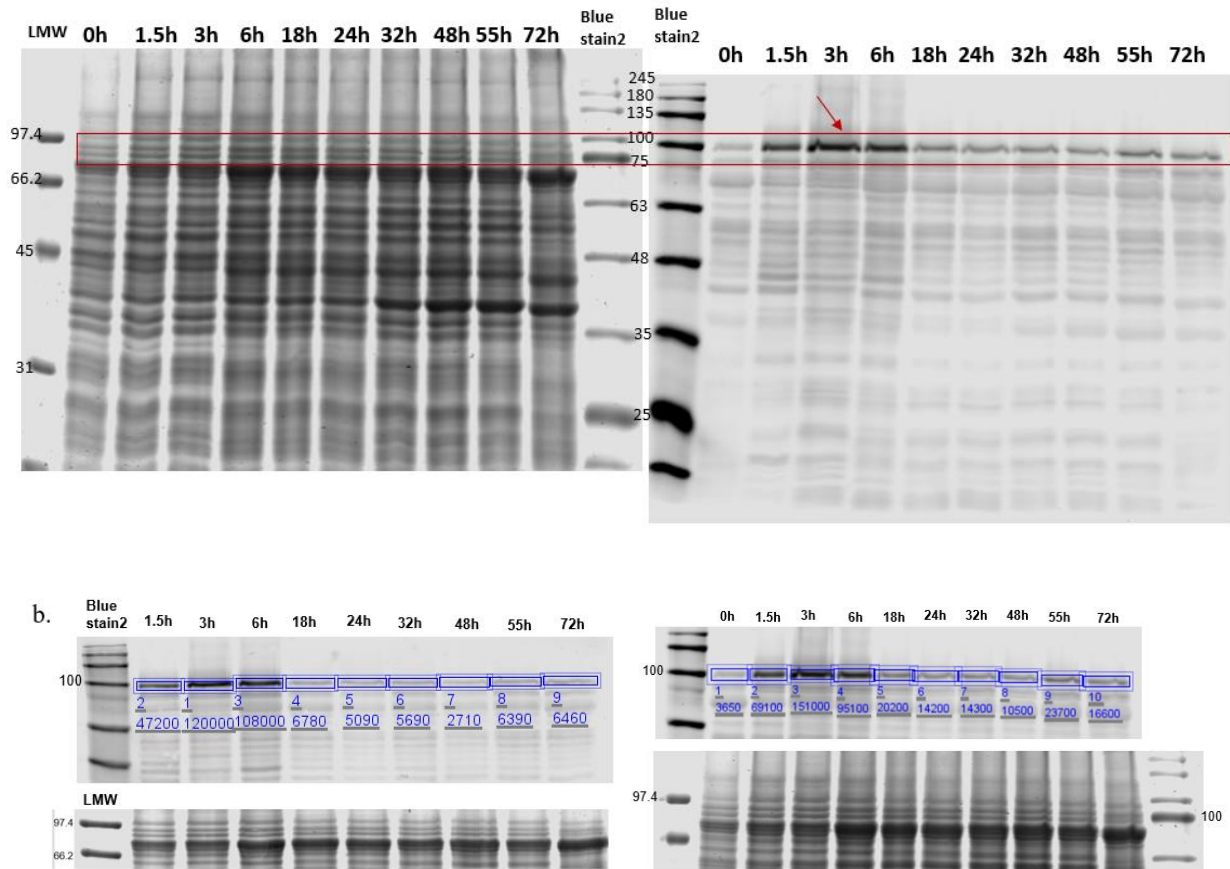 LMW 0h 1.5h 3h 6h 18h 24h 32h 48h 55h 72h Blue
stain2
97.4
66.2
45
31
Blue
stain2 0h 1.5h 3h 6h 18h 24h 32h 48h 55h 72h
245
180
135
100
75
63
48
35
25
b.
Blue
stain2 1.5h 3h 6h 18h 24h 32h 48h 55h 72h
100
2 1 3 4 5 6 7 8 9
47200 120000 108000 6780 5090 5690 2710 6390 6460
LMW
97.4
66.2
0h 1.5h 3h 6h 18h 24h 32h 48h 55h 72h
100
1 2 3 4 5 6 7 8 9 10
3650 69100 151000 95100 20200 14200 14300 10500 23700 16600
97.4
100